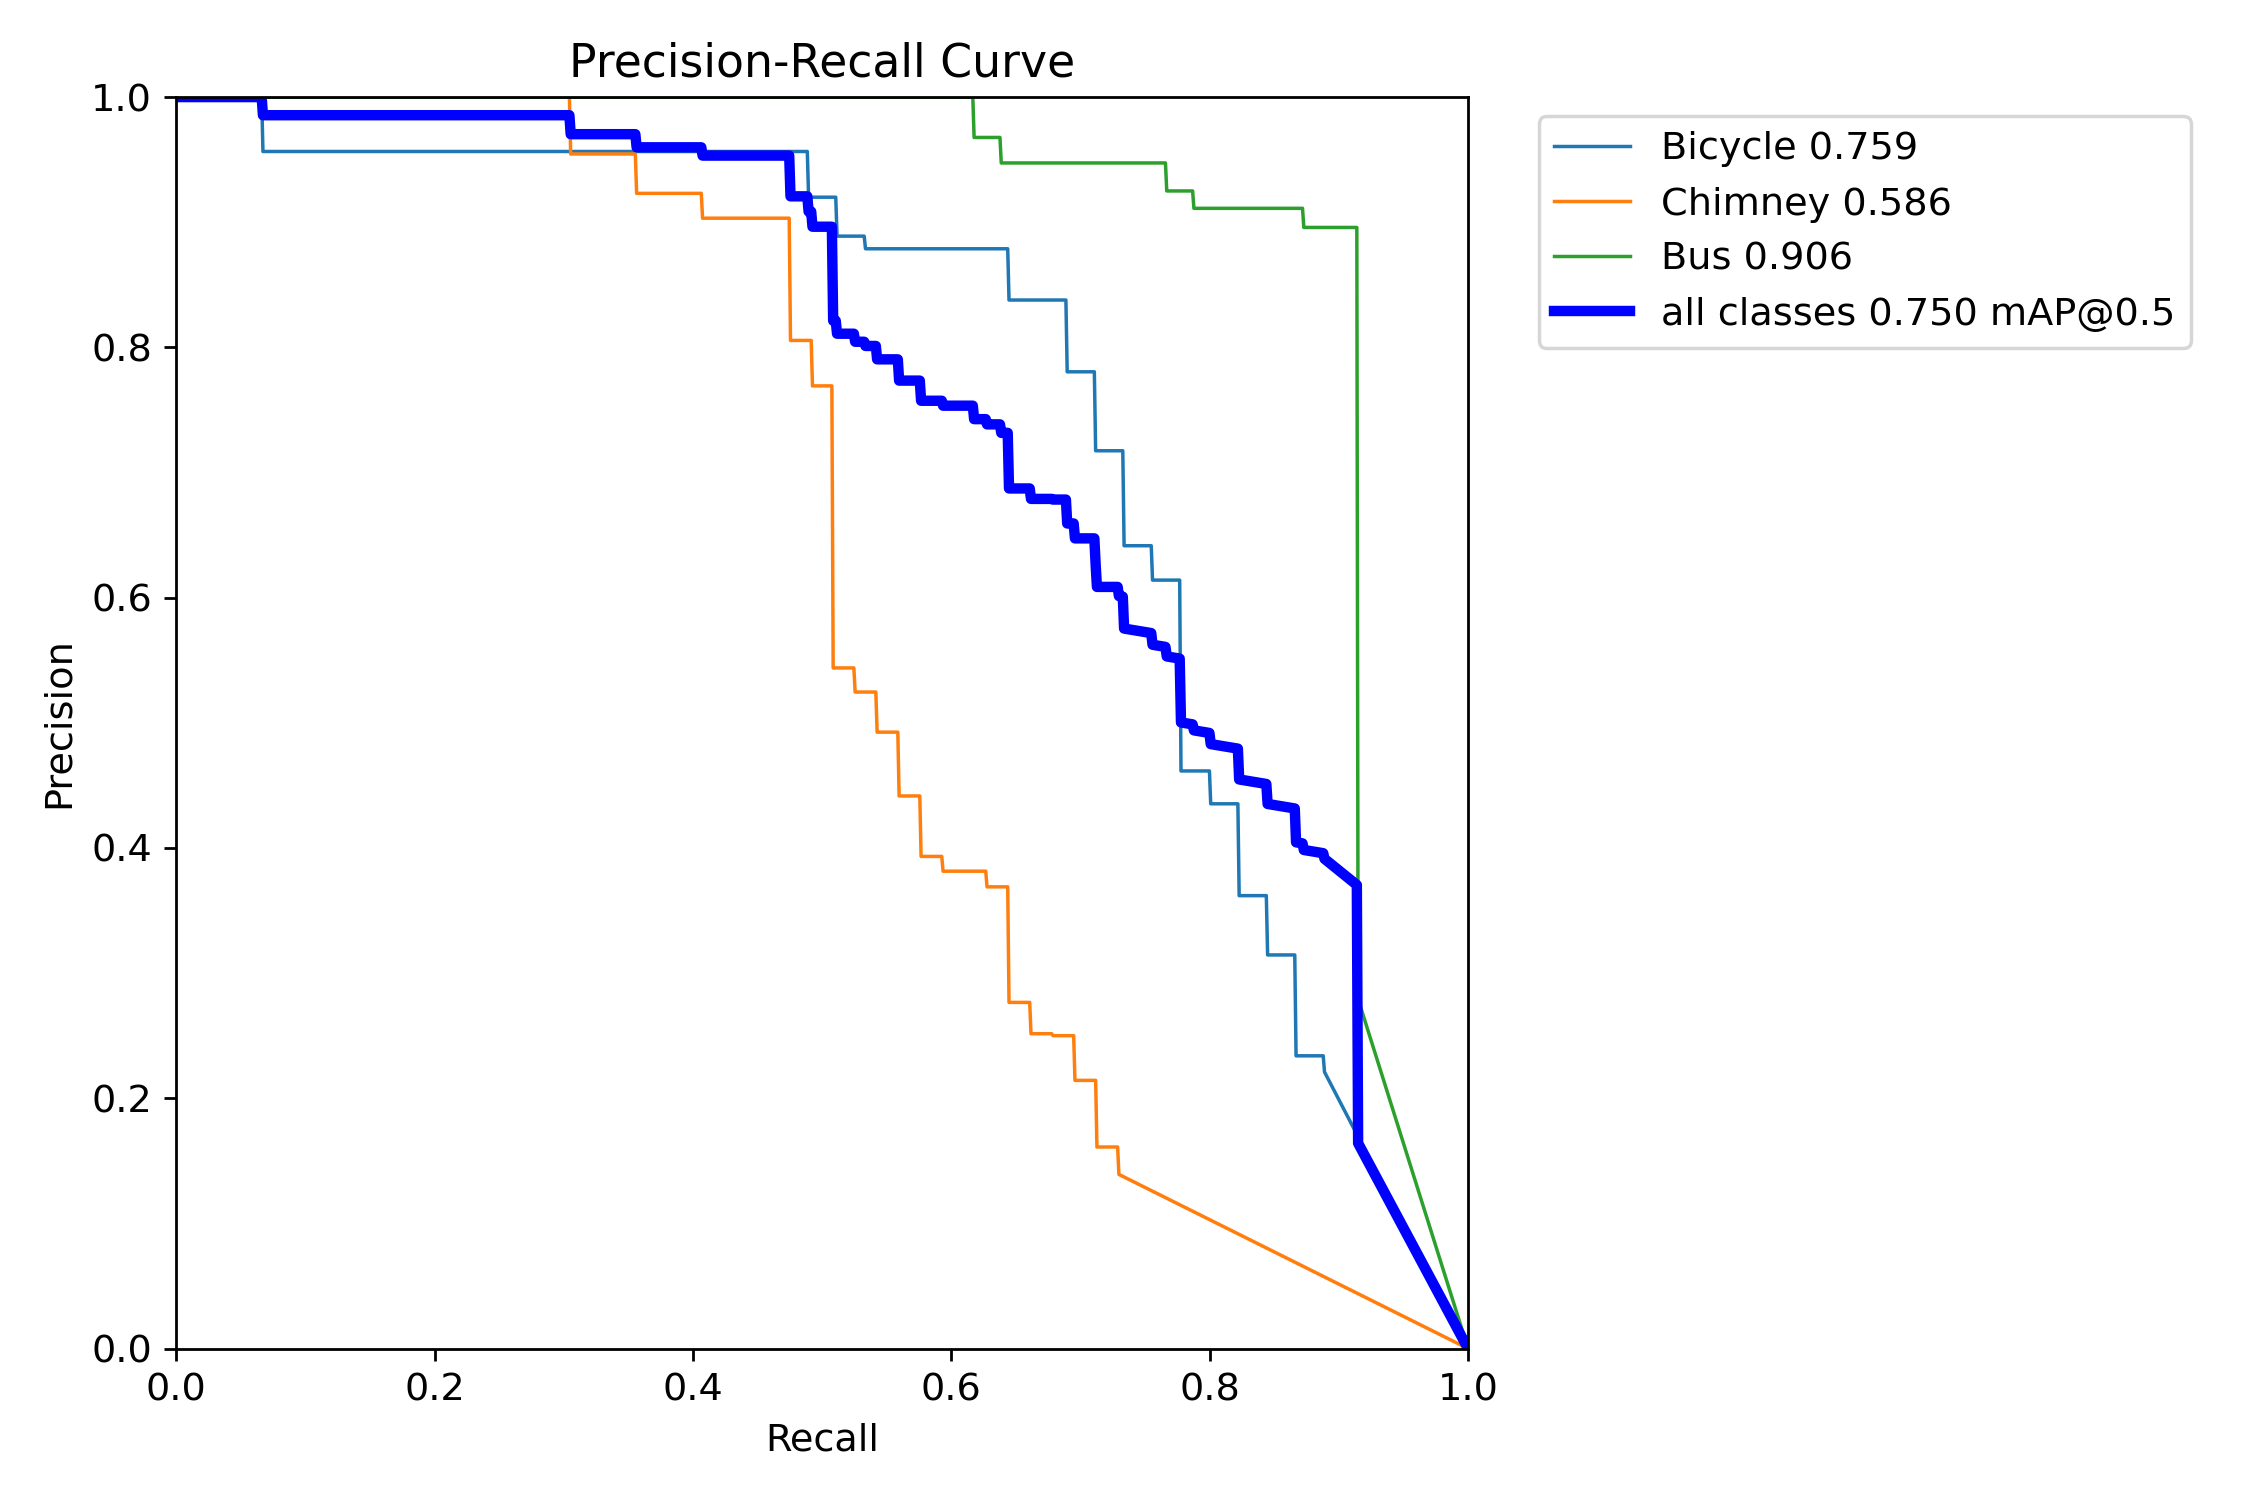 Precision-Recall Curve
1.0
0.8
0.6
0.4
0.2
0.0
Precision
0.0 0.2 0.4 0.6 0.8 1.0
Recall
Bicycle 0.759
Chimney 0.586
Bus 0.906
all classes 0.750 mAP@0.5